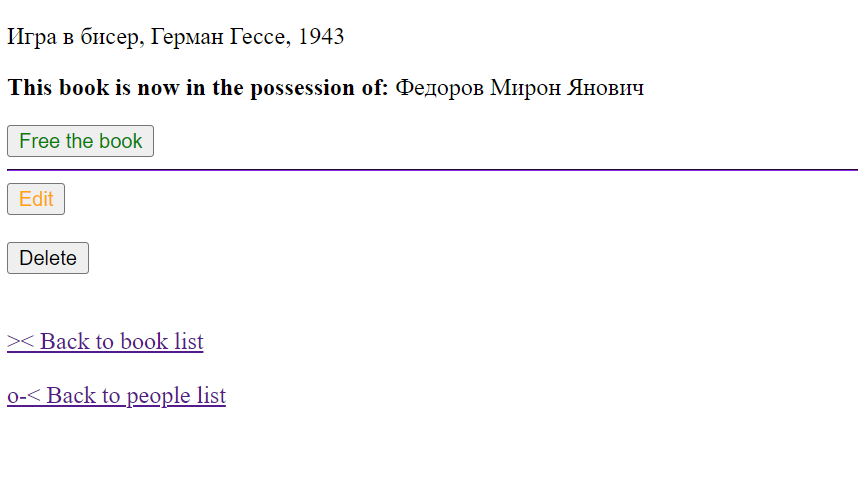 Игра в бисер, Герман Гессе, 1943
This book is now in the possession of: Федоров Мирон Янович
Free the book
Edit
Delete
>< Back to book list
o-< Back to people list